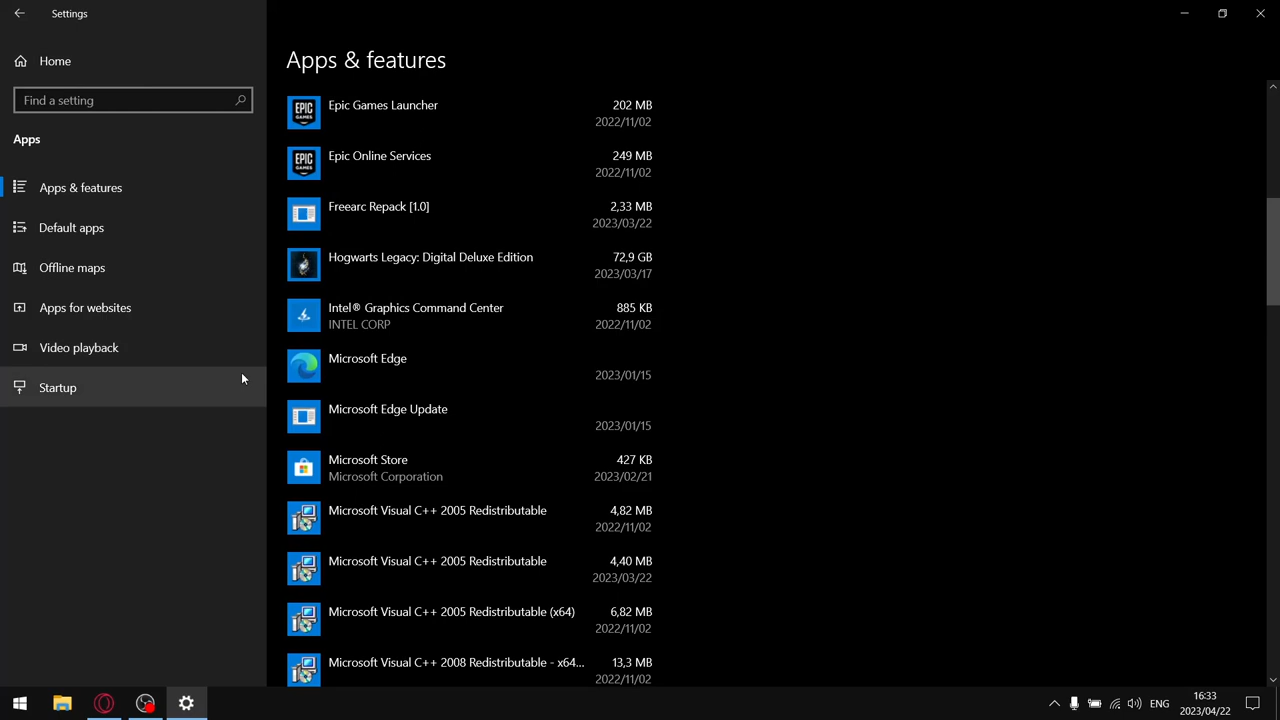 Settings
Home
Find a setting
Apps
Apps & features
Default apps
Offline maps
Apps for websites
Video playback
Startup
Apps & features
EPIC GAMES
Epic Games Launcher 202 MB
2022/11/02
EPIC GAMES
Epic Online Services 249 MB
2022/11/02
Freearc Repack [1.0] 2,33 MB
2023/03/22
Hogwarts Legacy: Digital Deluxe Edition 72,9 GB
2023/03/17
Intel® Graphics Command Center 885 KB
INTEL CORP 2022/11/02
Microsoft Edge
2023/01/15
Microsoft Edge Update
2023/01/15
Microsoft Store 427 KB
Microsoft Corporation 2023/02/21
Microsoft Visual C++ 2005 Redistributable 4,82 MB
2022/11/02
Microsoft Visual C++ 2005 Redistributable 4,40 MB
2023/03/22
Microsoft Visual C++ 2005 Redistributable (x64) 6,82 MB
2022/11/02
Microsoft Visual C++ 2008 Redistributable - x64... 13,3 MB
2022/11/02
ENG
16:33
2023/04/22